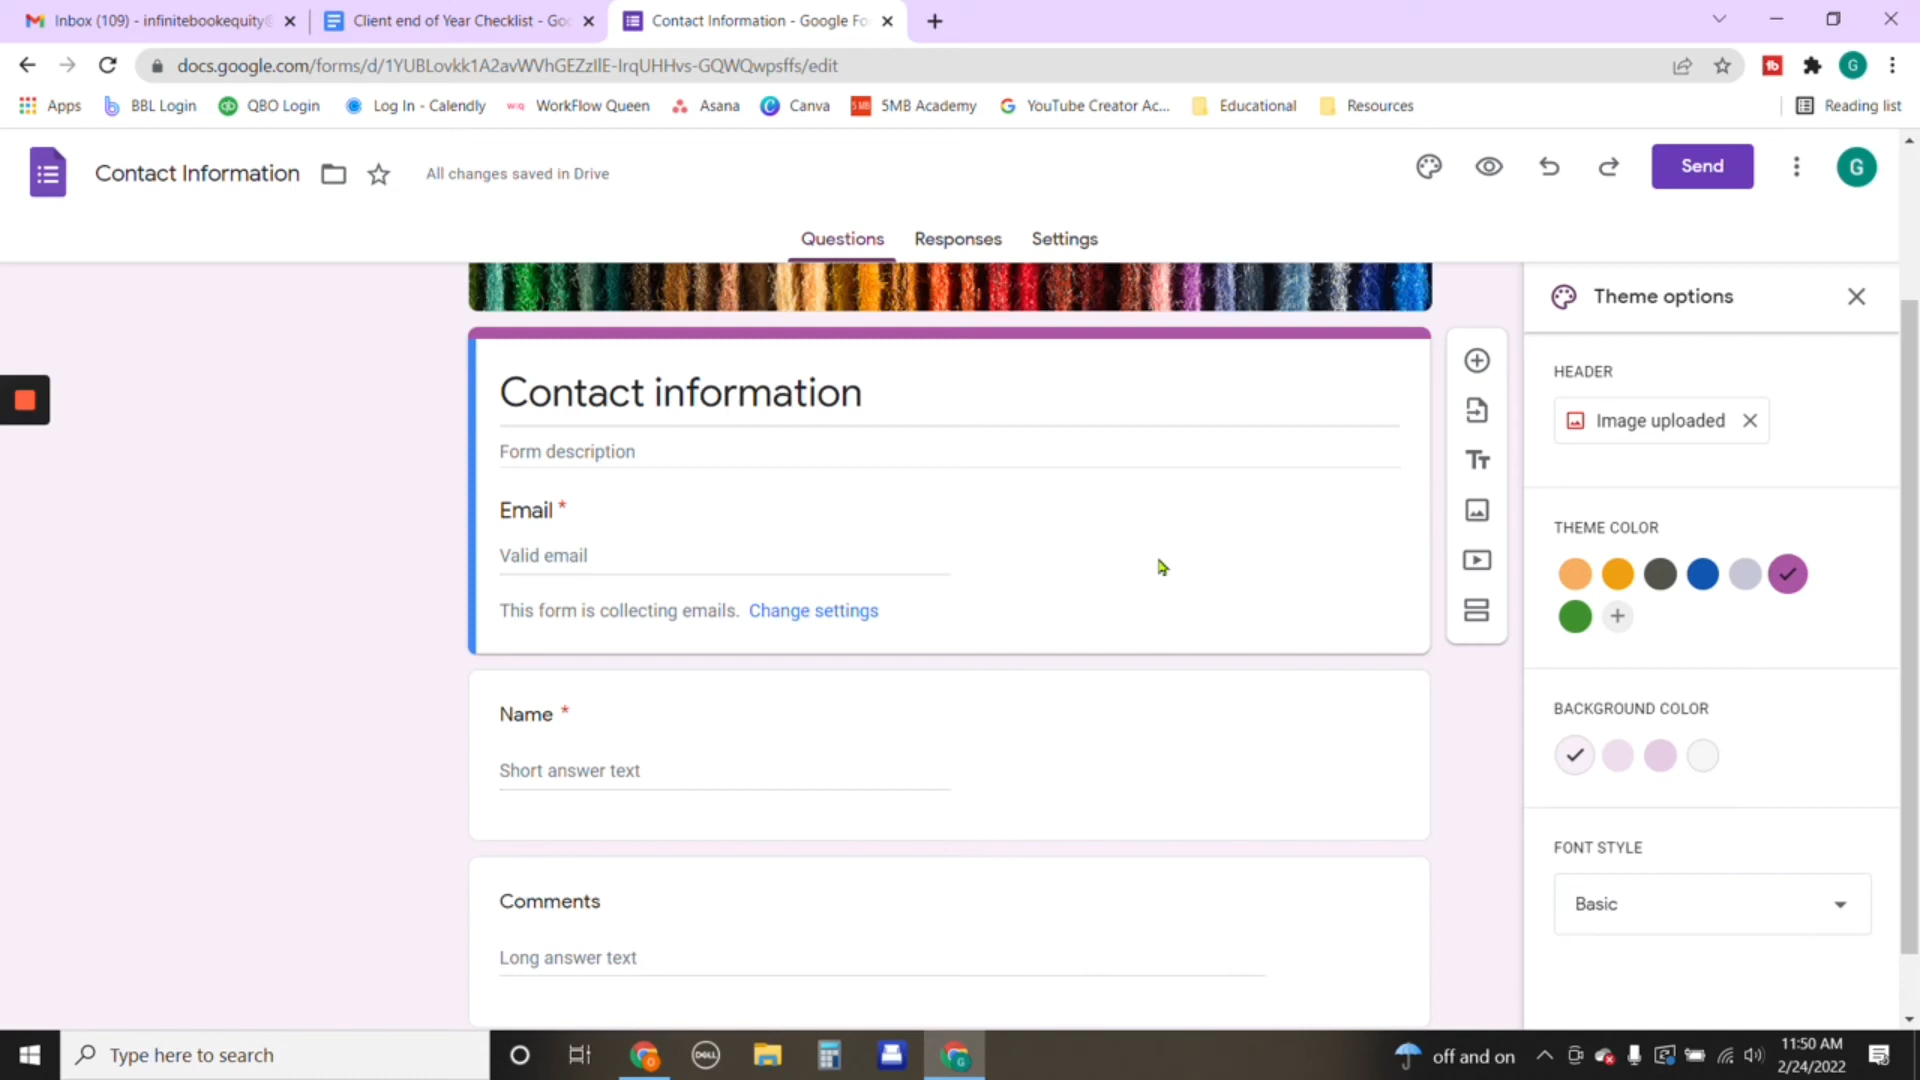 Inbox (109) - infinitebookequity@
Client end of Year Checklist - Goo
Contact Information - Google Fo
docs.google.com/forms/d/1YUBLovkk1A2avWVhGEZzIlE-IrqUHHvs-GQWQwpsffs/edit
G
Apps
BBL Login
QBO Login
Log In - Calendly
WorkFlow Queen
Asana
Canva
5MB Academy
YouTube Creator Ac...
Educational
Resources
Reading list
Contact Information
All changes saved in Drive
Send
G
Questions
Responses
Settings
Theme options
HEADER
Image uploaded
THEME COLOR
BACKGROUND COLOR
FONT STYLE
Basic
Contact information
Form description
Email *
Valid email
This form is collecting emails. Change settings
Name *
Short answer text
Comments
Long answer text
Type here to search
DELL
off and on
11:50 AM
2/24/2022